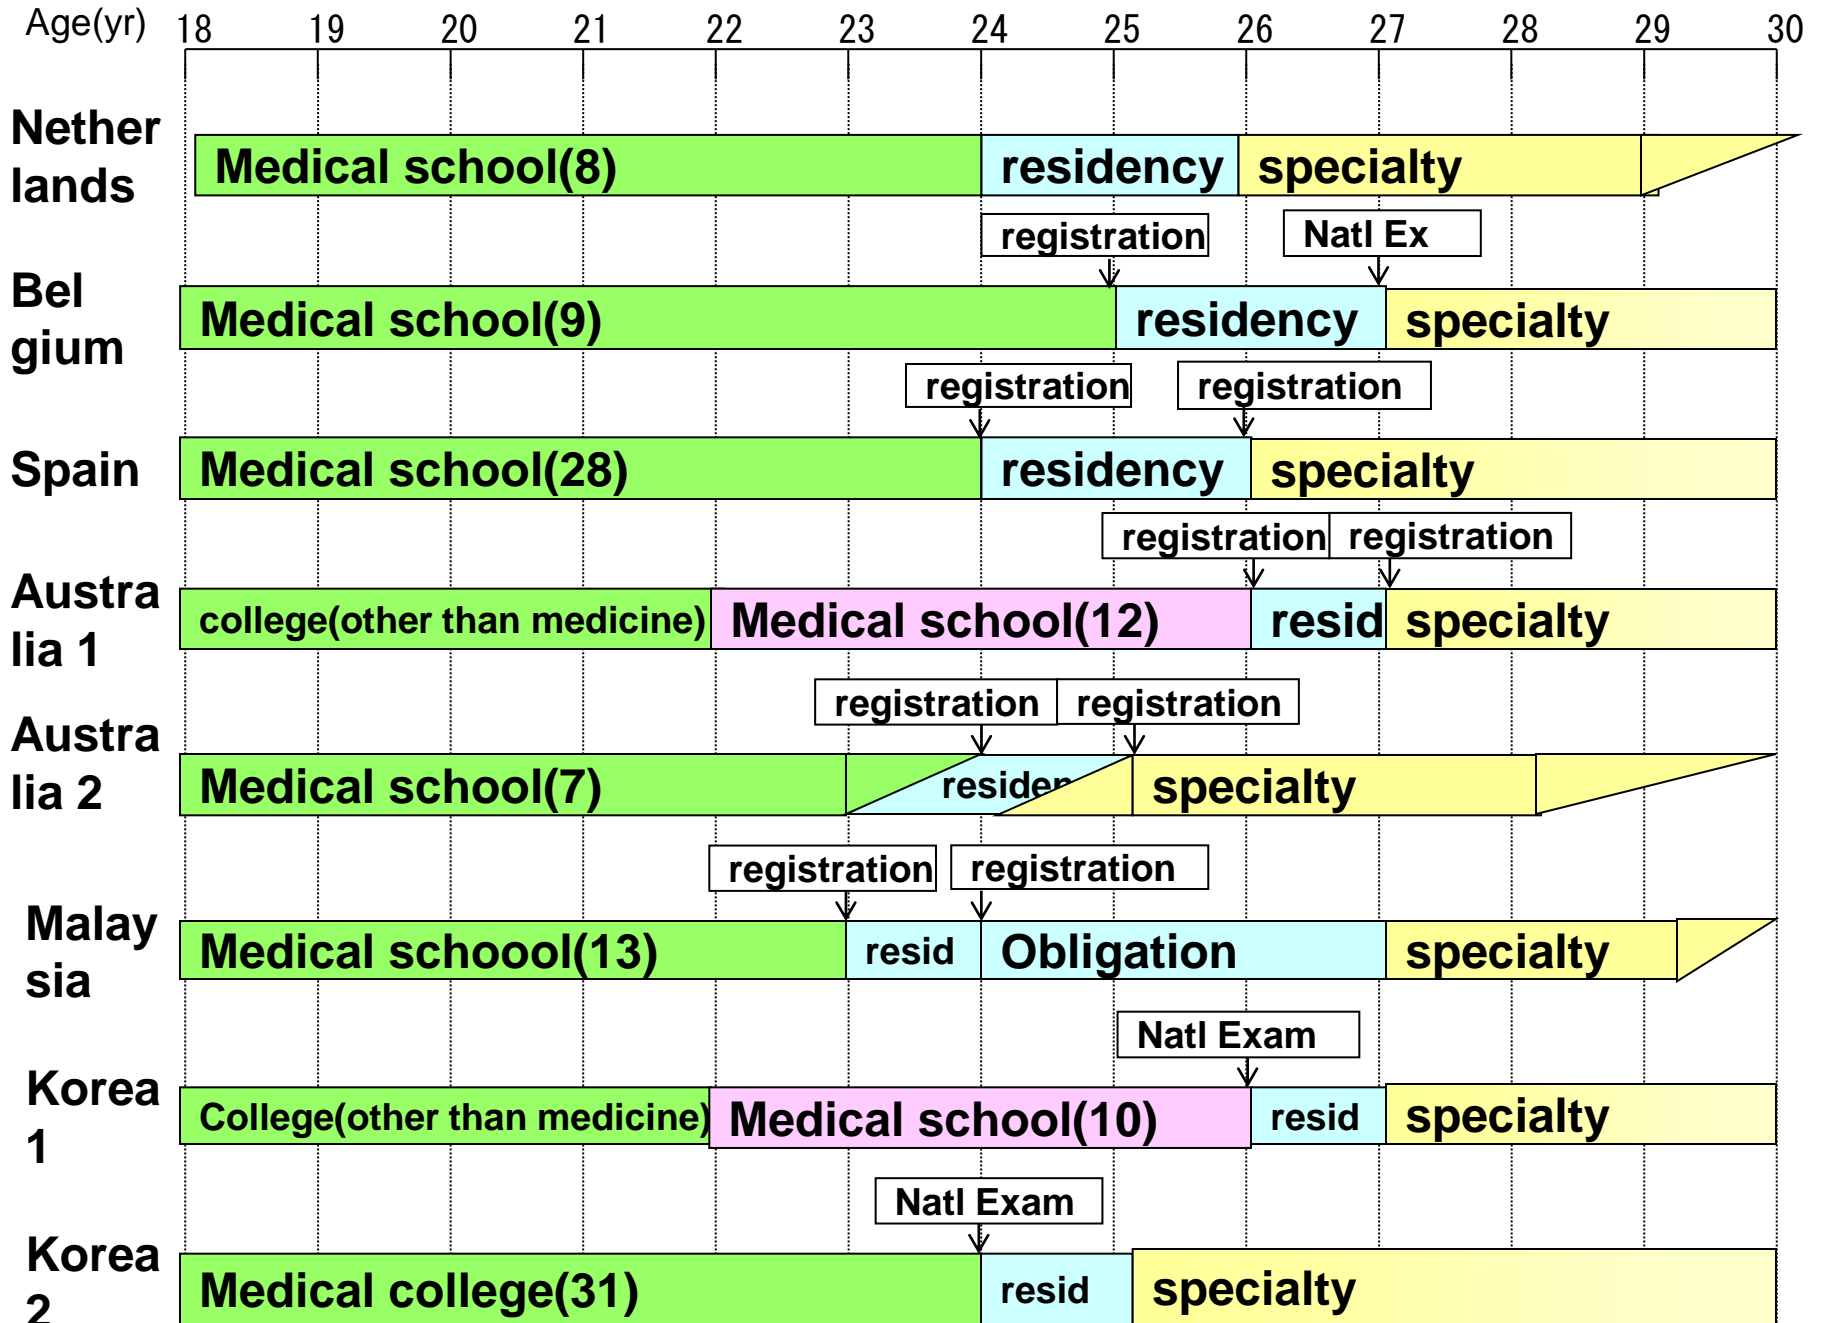 Age(yr) 18 19 20 21 22 23 24 25 26 27 28 29 30
Nether
lands
Medical school(8) residency specialty
registration Natl Ex
Bel
gium
Medical school(9) residency specialty
registration registration
Spain
Medical school(28) residency specialty
registration registration
Austra
lia 1
college(other than medicine) Medical school(12) resid specialty
registration registration
Austra
lia 2
Medical school(7) residen specialty
registration registration
Malay
sia
Medical schoool(13) resid Obligation specialty
Natl Exam
Korea
1
College(other than medicine) Medical school(10) resid specialty
Natl Exam
Korea
2
Medical college(31) resid specialty